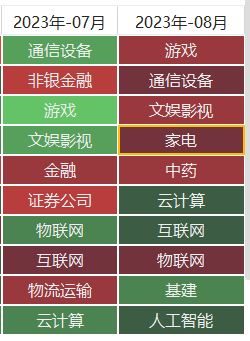 2023年-07月 2023年-08月
通信设备 游戏
非银金融 通信设备
游戏 文娱影视
文娱影视 家电
金融 中药
证券公司 云计算
物联网 互联网
互联网 物联网
物流运输 基建
云计算 人工智能